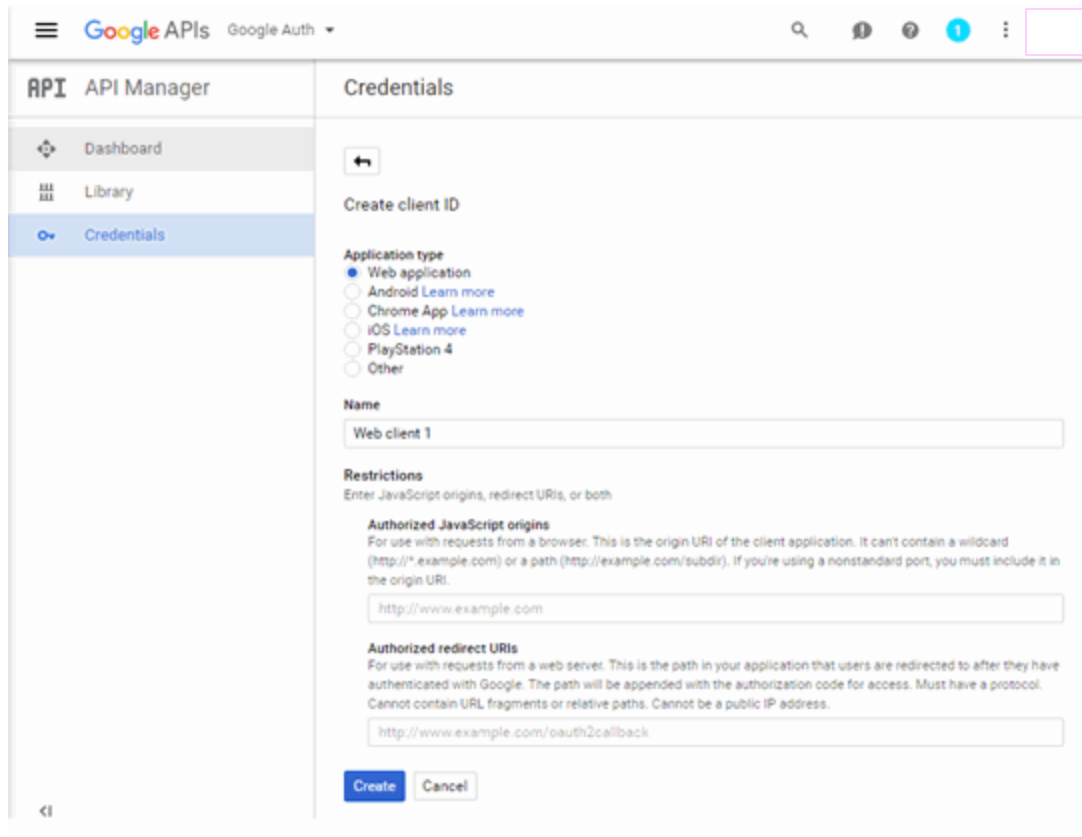 Google APIs Google Auth
1
API API Manager
Credentials
Dashboard
Library
Credentials
Create client ID
Application type
Web application
Android Learn more
Chrome App Learn more
iOS Learn more
PlayStation 4
Other
Name
Web client 1
Restrictions
Enter JavaScript origins, redirect URIs, or both
Authorized JavaScript origins
For use with requests from a browser. This is the origin URI of the client application. It can't contain a wildcard
(http://*.example.com) or a path (http://example.com/subdir). If you're using a nonstandard port, you must include it in
the origin URI.
http://www.example.com
Authorized redirect URIs
For use with requests from a web server. This is the path in your application that users are redirected to after they have
authenticated with Google. The path will be appended with the authorization code for access. Must have a protocol.
Cannot contain URL fragments or relative paths. Cannot be a public IP address.
http://www.example.com/oauth2callback
Create Cancel